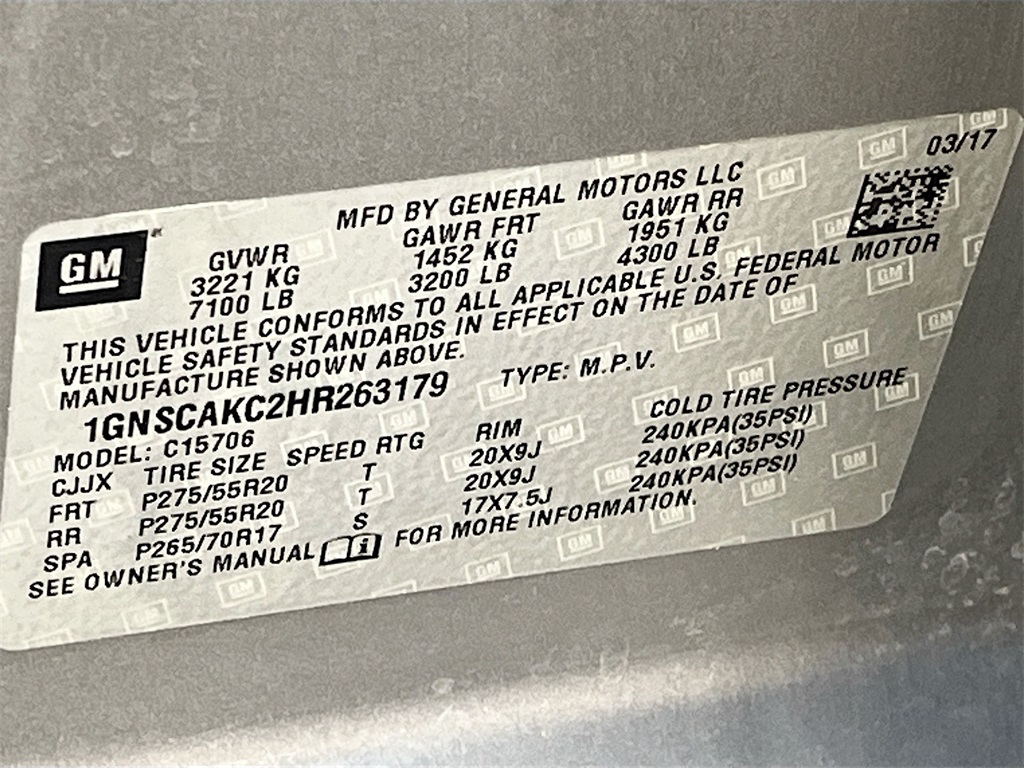 03/17
MFD BY GENERAL MOTORS LLC
GM
GVWR GAWR FRT GAWR RR
3221 KG 1452 KG 1951 KG
7100 LB 3200 LB 4300 LB
THIS VEHICLE CONFORMS TO ALL APPLICABLE U.S. FEDERAL MOTOR
VEHICLE SAFETY STANDARDS IN EFFECT ON THE DATE OF
MANUFACTURE SHOWN ABOVE.
1GNSCAKC2HR263179 TYPE: M.P.V.
MODEL: C15706
CJJX TIRE SIZE SPEED RTG RIM COLD TIRE PRESSURE
FRT P275/55R20 T 20X9J 240KPA(35PSI)
RR P275/55R20 T 20X9J 240KPA(35PSI)
SPA P265/70R17 S 17X7.5J 240KPA(35PSI)
SEE OWNER'S MANUAL FOR MORE INFORMATION.